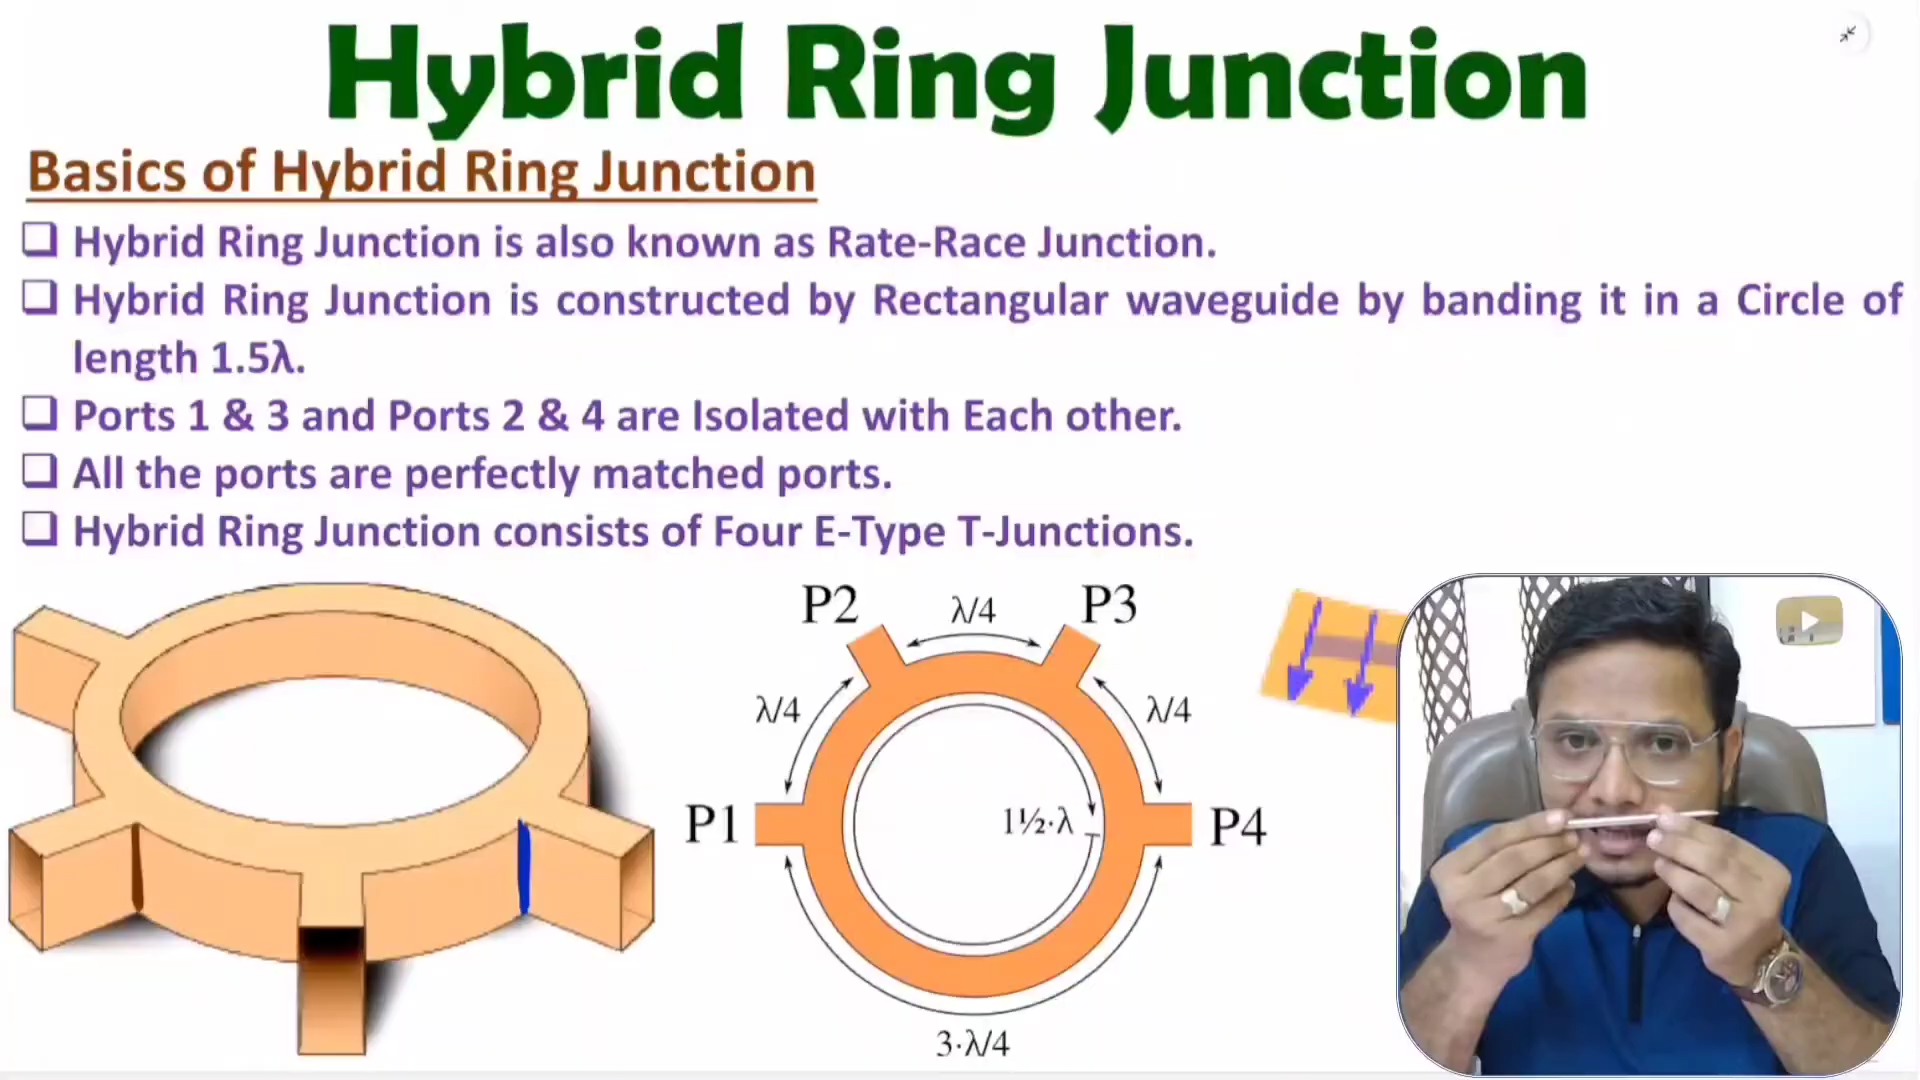 Hybrid Ring Junction
Basics of Hybrid Ring Junction
Hybrid Ring Junction is also known as Rate-Race Junction.
Hybrid Ring Junction is constructed by Rectangular waveguide by banding it in a Circle of
length 1.5λ.
Ports 1 & 3 and Ports 2 & 4 are Isolated with Each other.
All the ports are perfectly matched ports.
Hybrid Ring Junction consists of Four E-Type T-Junctions.
P2
λ/4
P3
λ/4
λ/4
P1
1½·λ
P4
3·λ/4